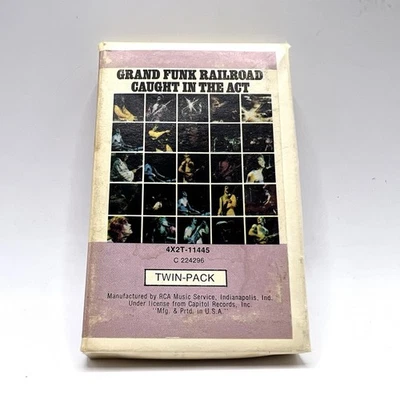 GRAND FUNK RAILROAD
CAUGHT IN THE ACT
4X2T-11445
C 224296
TWIN-PACK
Manufactured by RCA Music Service, Indianapolis, Ind.
Under license from Capitol Records, Inc.
"Mfg. & Prtd. in U.S.A."